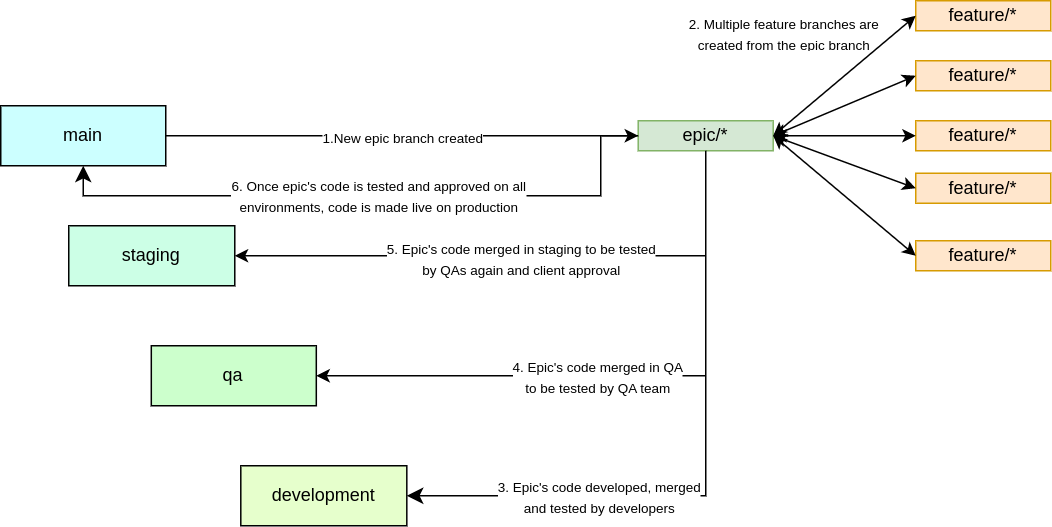 2. Multiple feature branches are
created from the epic branch
feature/*
feature/*
main
1.New epic branch created
epic/*
feature/*
6. Once epic's code is tested and approved on all
environments, code is made live on production
feature/*
staging
5. Epic's code merged in staging to be tested
by QAs again and client approval
feature/*
qa
4. Epic's code merged in QA
to be tested by QA team
development
3. Epic's code developed, merged
and tested by developers